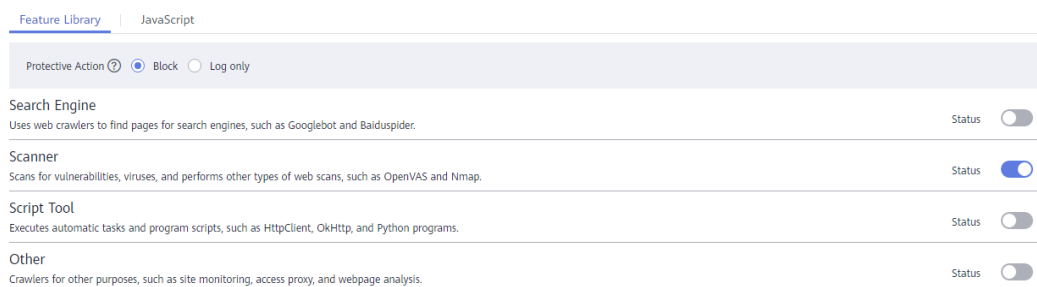 Feature Library
JavaScript
Protective Action ? Block Log only
Search Engine
Uses web crawlers to find pages for search engines, such as Googlebot and Baiduspider.
Status
Scanner
Scans for vulnerabilities, viruses, and performs other types of web scans, such as OpenVAS and Nmap.
Status
Script Tool
Executes automatic tasks and program scripts, such as HttpClient, OkHttp, and Python programs.
Status
Other
Crawlers for other purposes, such as site monitoring, access proxy, and webpage analysis.
Status